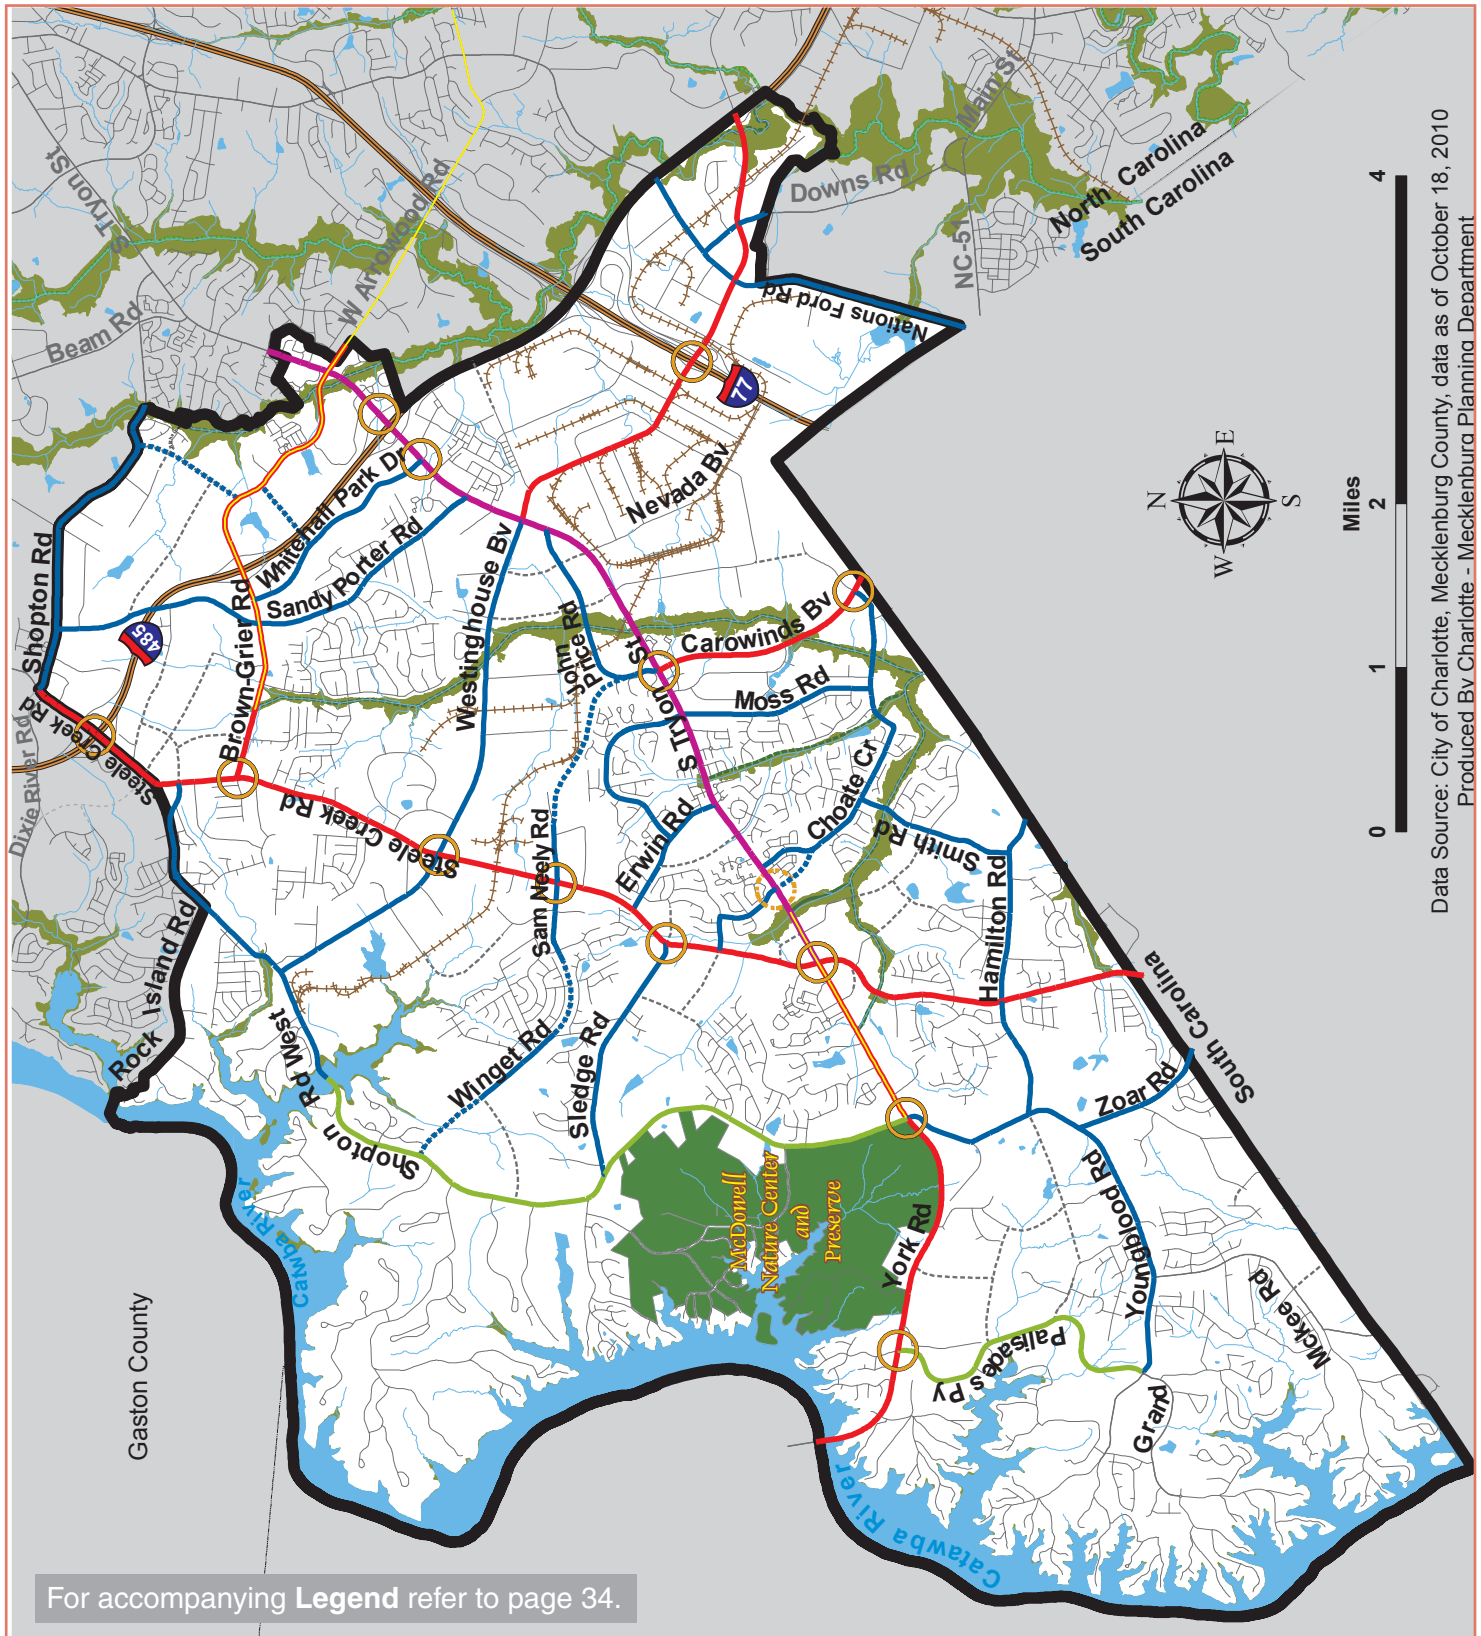 S Tryon St
Beam Rd
W Arrowood Rd
Main St
Downs Rd
NC-51
North Carolina
South Carolina
Nations Ford Rd
77
Shopton Rd
485
Dixie River Rd
Steele Creek Rd
Whitehall Park Dr
Sandy Porter Rd
Brown-Grier Rd
Westinghouse Bv
Nevada Bv
John
Price Rd
S Tryon
St
Carowinds Bv
Moss Rd
Steele Creek Rd
Steele
Sam Neely Rd
Erwin Rd
Choate Cr
Smith Rd
Hamilton Rd
Rock Island Rd
Shopton Rd West
Winget Rd
Sledge Rd
South Carolina
Zoar Rd
Youngblood Rd
McDowell
Nature Center
and
Preserve
York Rd
Grand Palisades Py
Mckee Rd
Catwba River
Catawba River
Gaston County
N
E
S
W
Miles
0
1
2
4
Data Source: City of Charlotte, Mecklenburg County, data as of October 18, 2010
Produced By Charlotte - Mecklenburg Planning Department
For accompanying Legend refer to page 34.